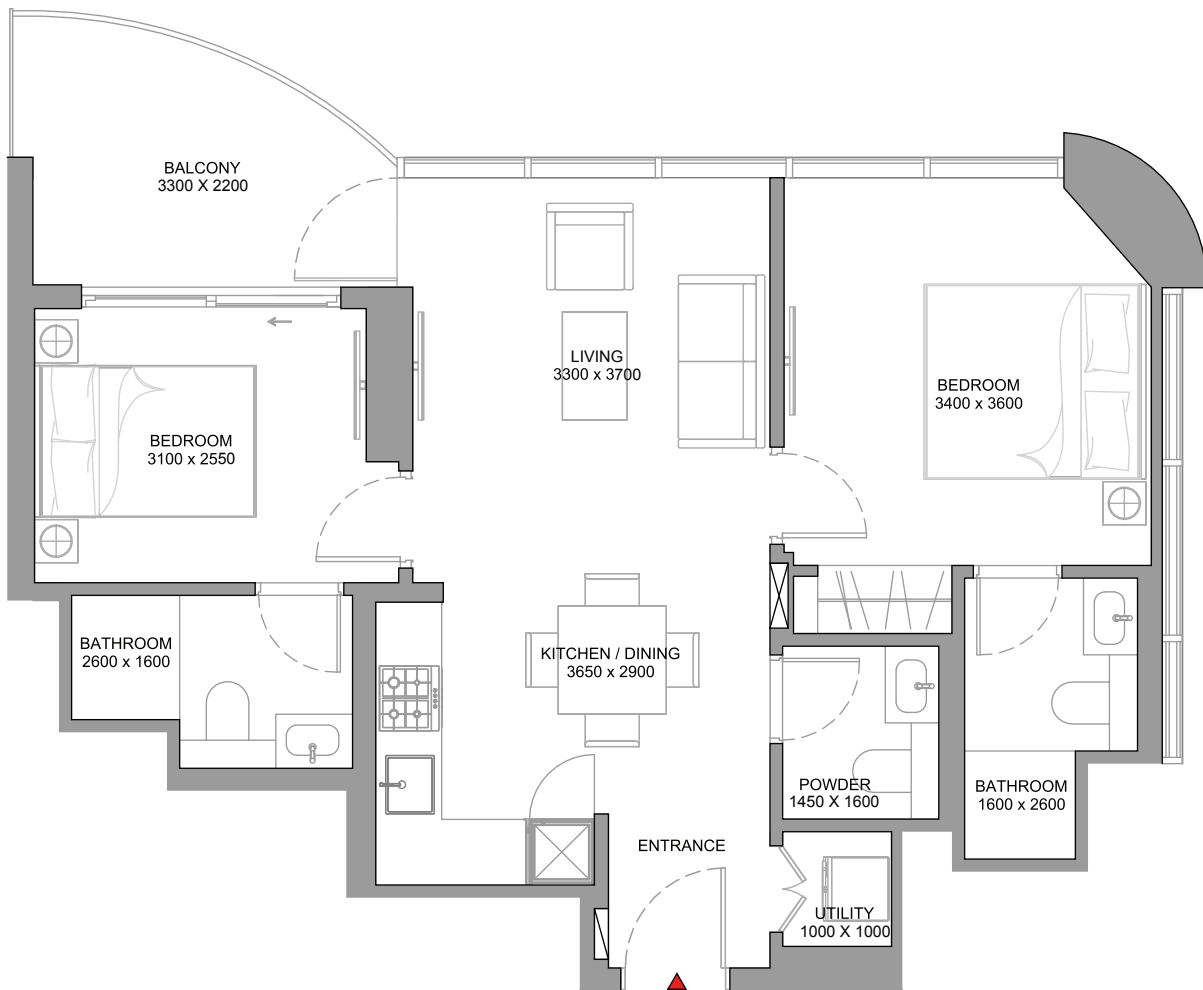 BALCONY
3300 X 2200
LIVING
3300 x 3700
BEDROOM
3400 x 3600
BEDROOM
3100 x 2550
BATHROOM
2600 x 1600
KITCHEN / DINING
3650 x 2900
POWDER
1450 X 1600
BATHROOM
1600 x 2600
ENTRANCE
UTILITY
1000 X 1000